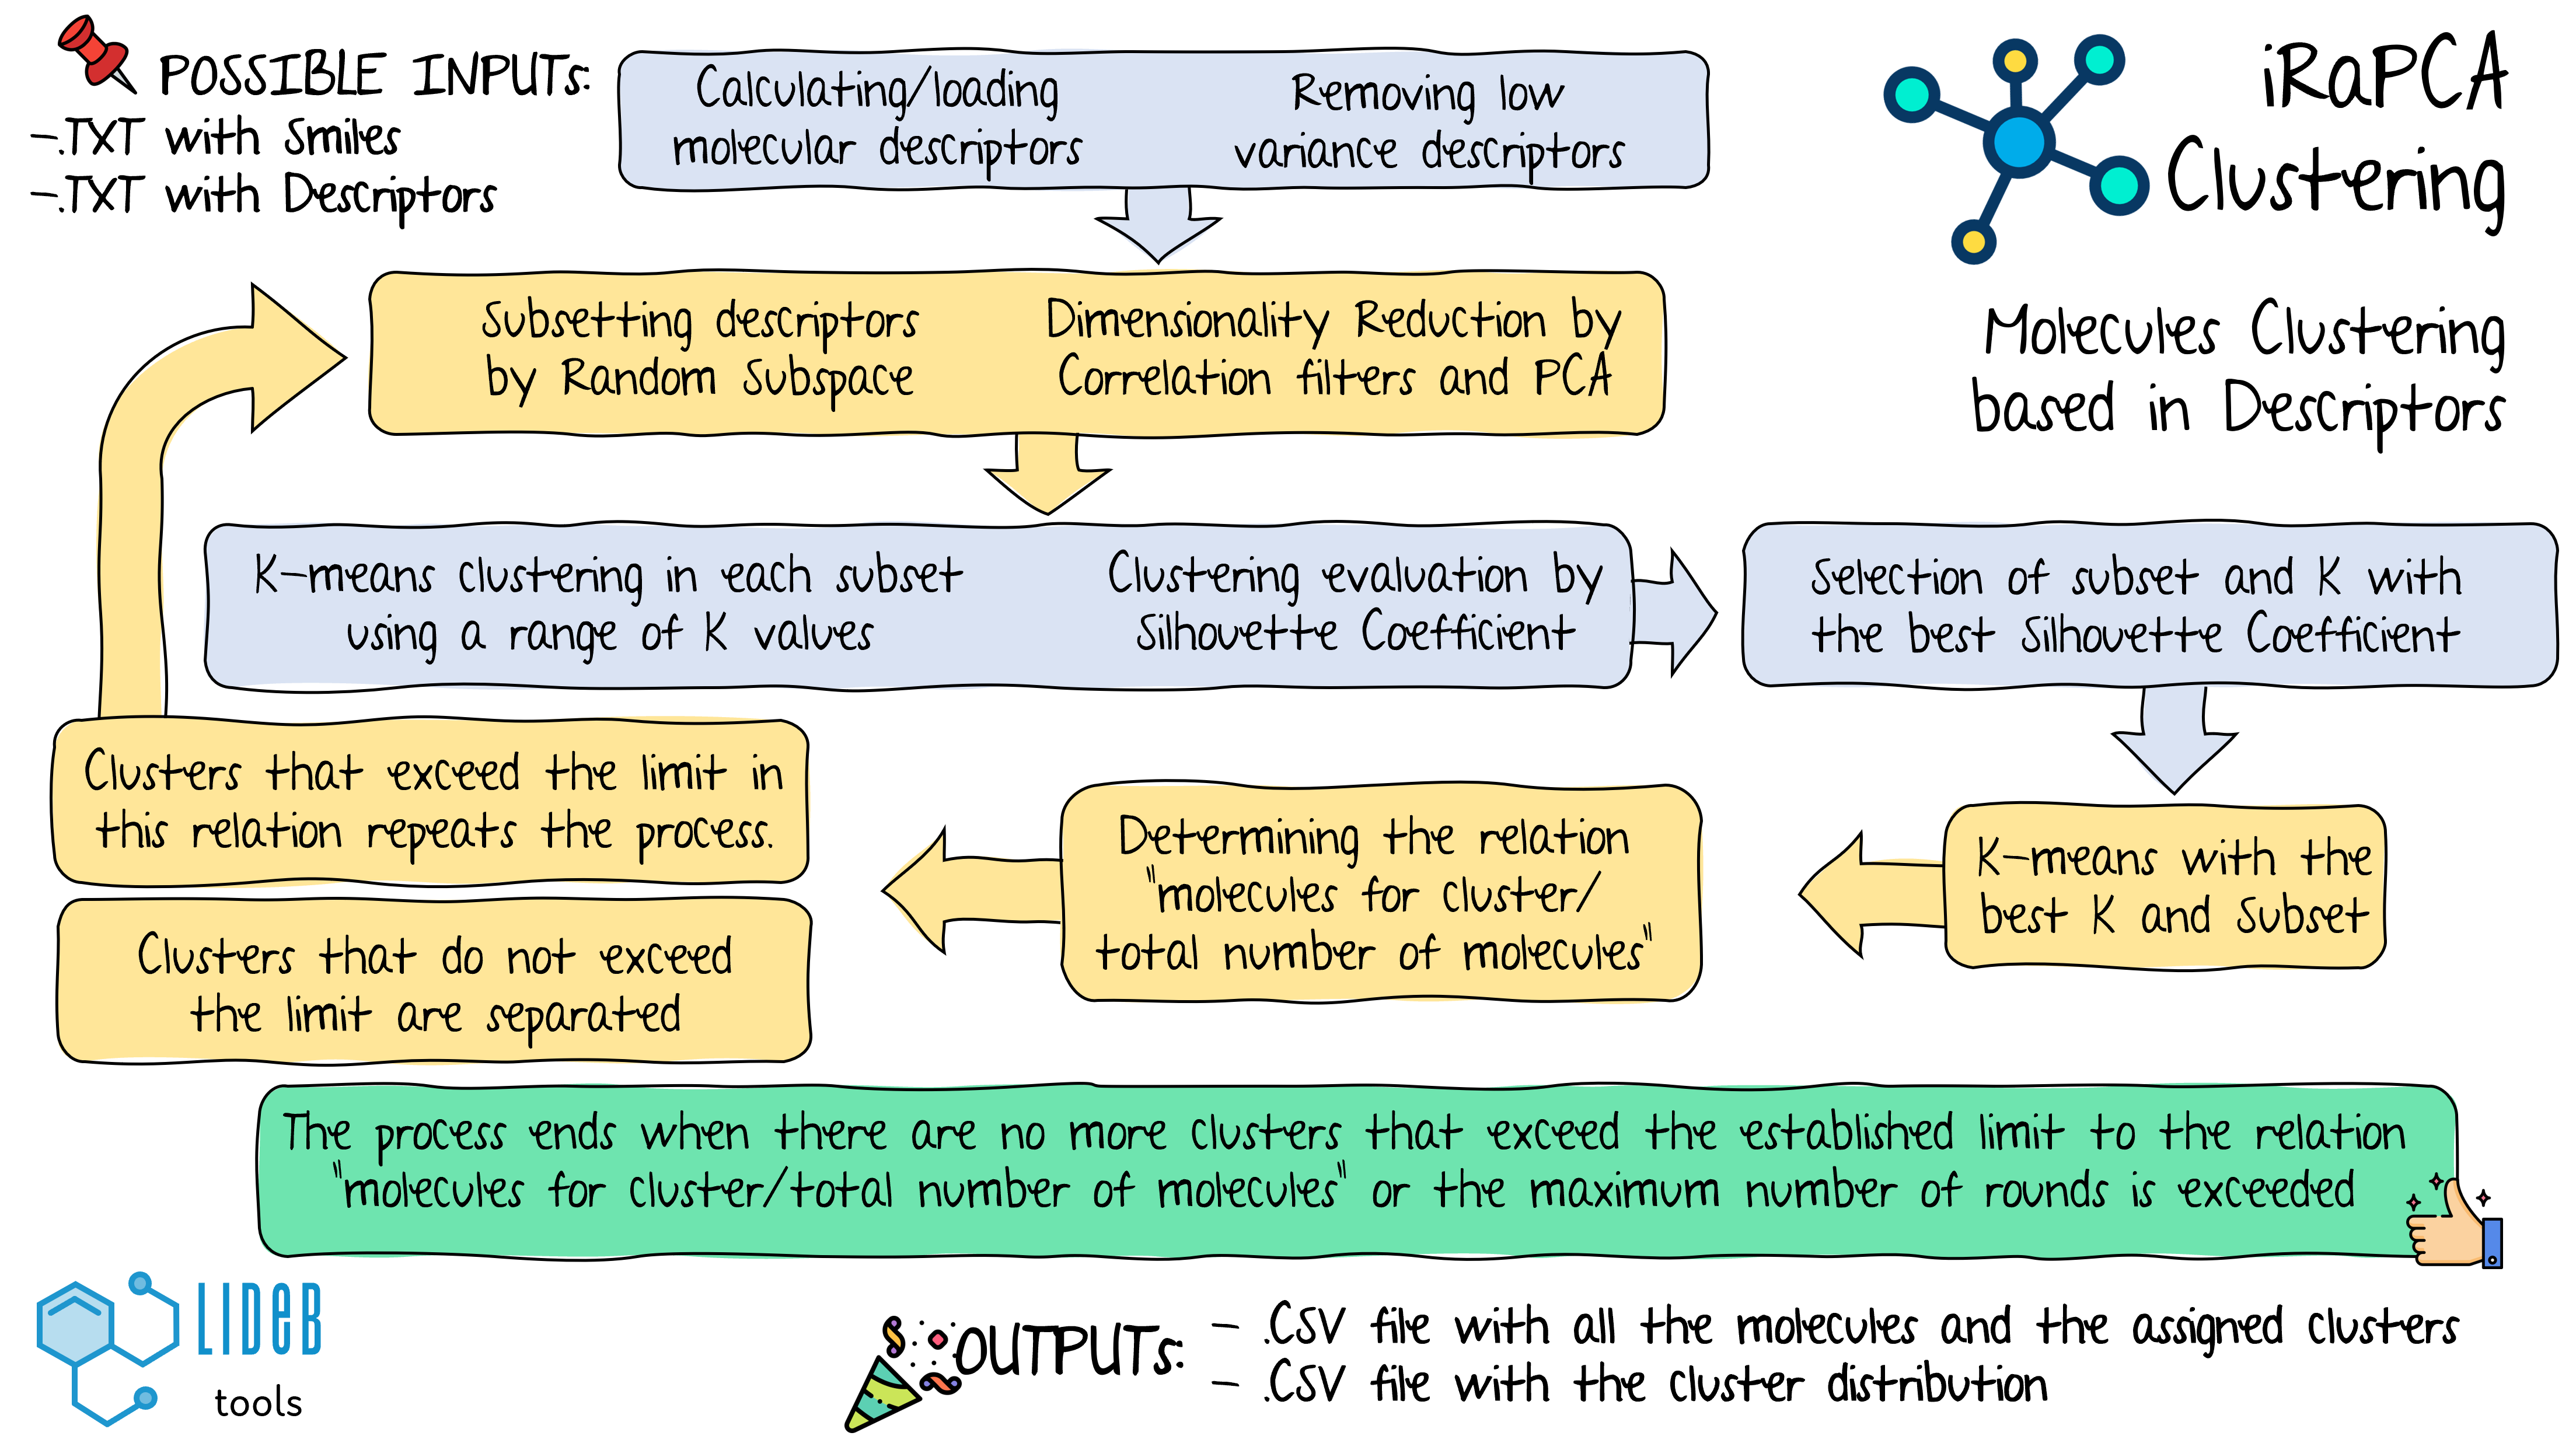 POSSIBLE INPUTs:
-.TXT with Smiles
-.TXT with Descriptors
Calculating/loading
molecular descriptors
Removing low
variance descriptors
iRaPCA
Clustering
Molecules Clustering
based in Descriptors
Subsetting descriptors
by Random Subspace
Dimensionality Reduction by
Correlation filters and PCA
K-means clustering in each subset
using a range of K values
Clustering evaluation by
Silhouette Coefficient
Selection of subset and K with
the best Silhouette Coefficient
K-means with the
best K and Subset
Determining the relation
"molecules for cluster/
total number of molecules"
Clusters that exceed the limit in
this relation repeats the process.
Clusters that do not exceed
the limit are separated
The process ends when there are no more clusters that exceed the established limit to the relation
"molecules for cluster/total number of molecules" or the maximum number of rounds is exceeded
LIDeB
tools
OUTPUTs:
- .CSV file with all the molecules and the assigned clusters
- .CSV file with the cluster distribution